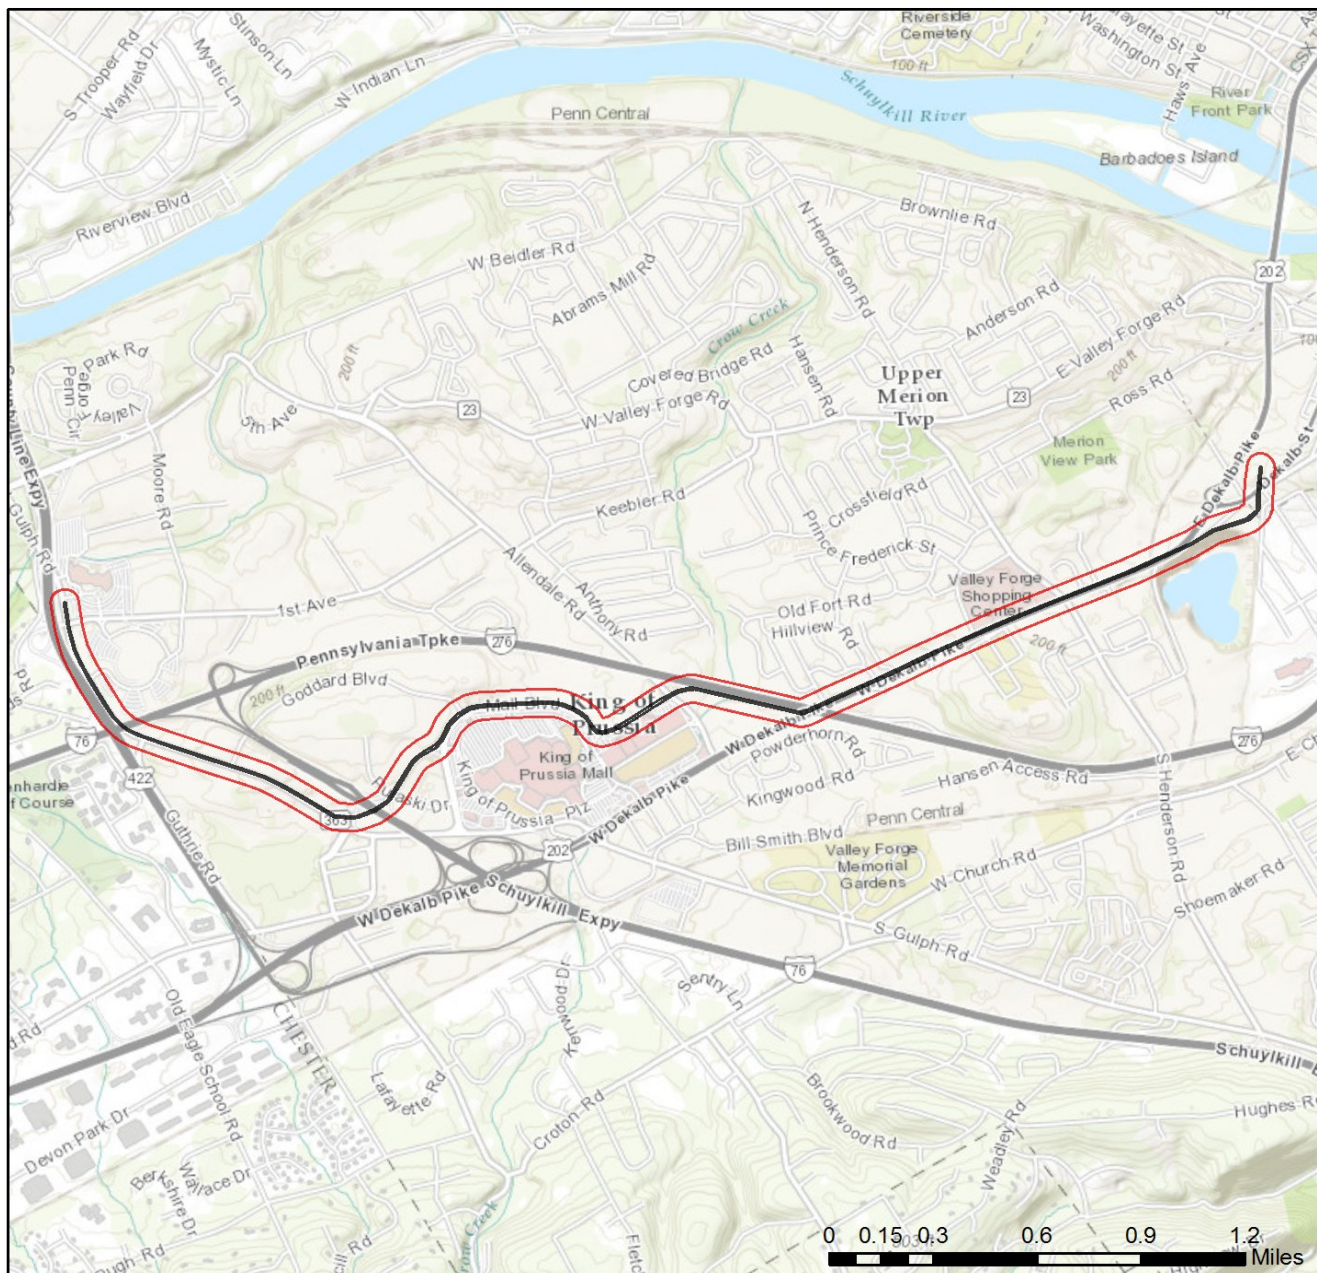 S Trooper Rd
Wayfield Dr
Mystic Ln
Stinson Ln
W Indian Ln
Riverside
Cemetery
100 ft
Lafayette St
Washington St
Haws Ave
CSX
River
Front Park
Penn Central
Schuylkill River
Barbadoes Island
Riverview Blvd
W Beidler Rd
Abrams Mill Rd
N Henderson Rd
Brownlie Rd
202
Crow Creek
Anderson Rd
E Valley Forge Rd
200 ft
Ross Rd
Park Rd
Valley Forge
Penn Cir
200 ft
5th Ave
23
Covered Bridge Rd
Hansen Rd
W Valley Forge Rd
Upper
Merion
Twp
23
Merion
View Park
Line Expy
Gulph Rd
Moore Rd
Keebler Rd
Crossfield Rd
Prince Frederick St
E Dekalb Pike
Dekalb St
Allendale Rd
Anthony Rd
1st Ave
Valley Forge
Shopping
Center
Old Fort Rd
Hillview Rd
200 ft
Pennsylvania Tpke
276
200 ft
Goddard Blvd
Mall Blvd
King of
Prussia
W Dekalb Pike
W Dekalb Pike
76
422
King of
Prussia Mall
Powderhorn Rd
Kingwood Rd
Hansen Access Rd
276
S Henderson Rd
Pulaski Dr
King of Prussia Plz
W Dekalb Pike
363
Guthrie Rd
202
Bill Smith Blvd
Penn Central
Valley Forge
Memorial
Gardens
W Church Rd
Shoemaker Rd
W Dekalb Pike
Schuylkill Expy
S Gulph Rd
76
Sentry Ln
Kerwood Dr
Old Eagle School Rd
CHESTER
Lafayette Rd
Croton Rd
Brookwood Rd
Weadley Rd
Schuylkill
Hughes Rd
Devon Park Dr
Berkshire Dr
Wallace Dr
Crow Creek
0 0.15 0.3 0.6 0.9 1.2
Miles